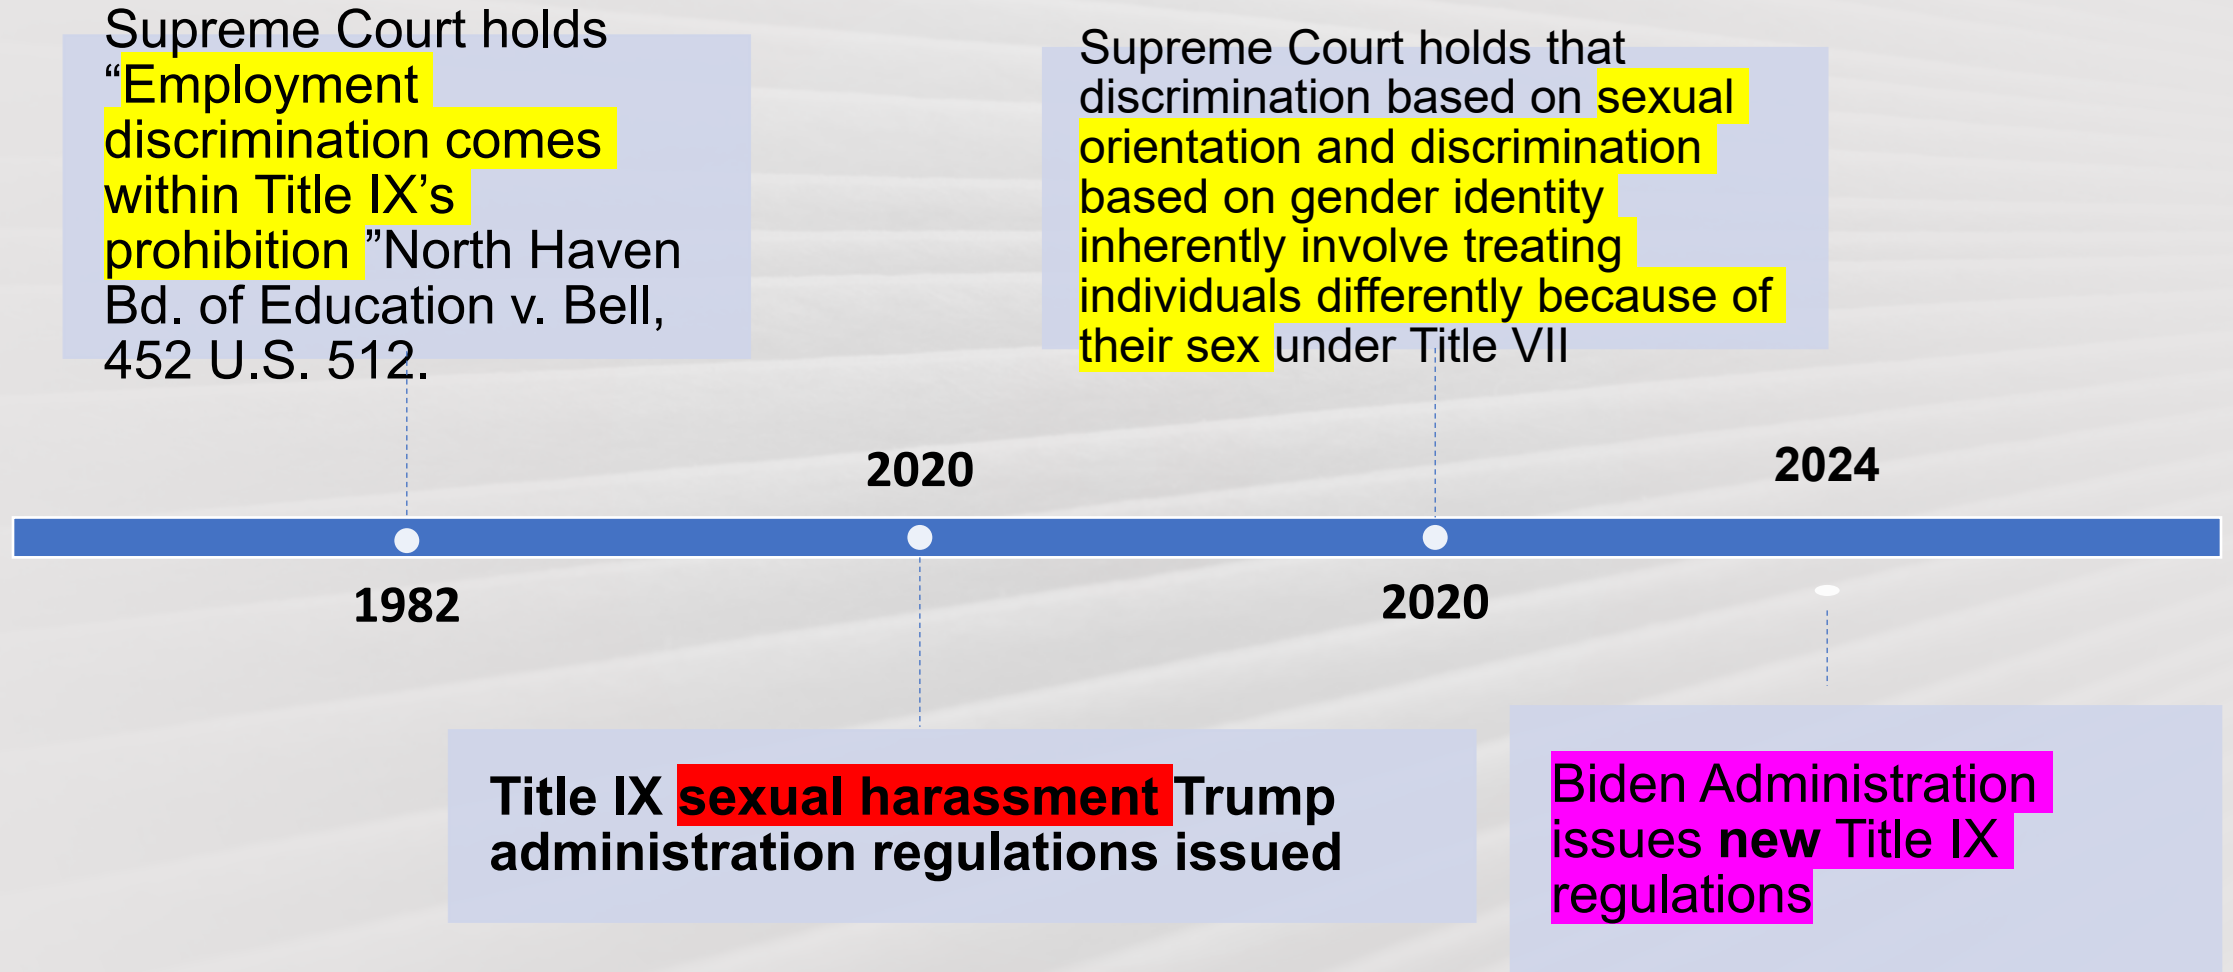 Supreme Court holds
“Employment
discrimination comes
within Title IX’s
prohibition ”North Haven
Bd. of Education v. Bell,
452 U.S. 512.
Supreme Court holds that
discrimination based on sexual
orientation and discrimination
based on gender identity
inherently involve treating
individuals differently because of
their sex under Title VII
2020
2024
1982
2020
Title IX sexual harassment Trump
administration regulations issued
Biden Administration
issues new Title IX
regulations